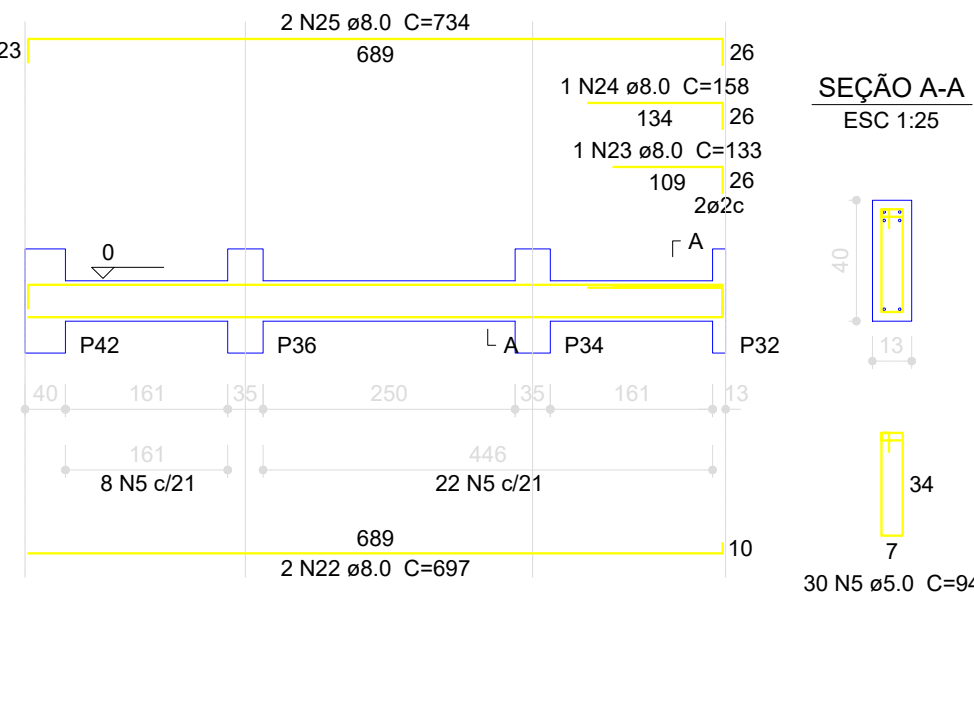 2 N25 ø8.0 C=734
23
689
26
1 N24 ø8.0 C=158
134
26
1 N23 ø8.0 C=133
109
26
2ø2c
SEÇÃO A-A
ESC 1:25
0
A
P42
P36
A
P34
P32
40
13
40
161
35
250
35
161
13
161
446
8 N5 c/21
22 N5 c/21
34
7
30 N5 ø5.0 C=94
689
10
2 N22 ø8.0 C=697